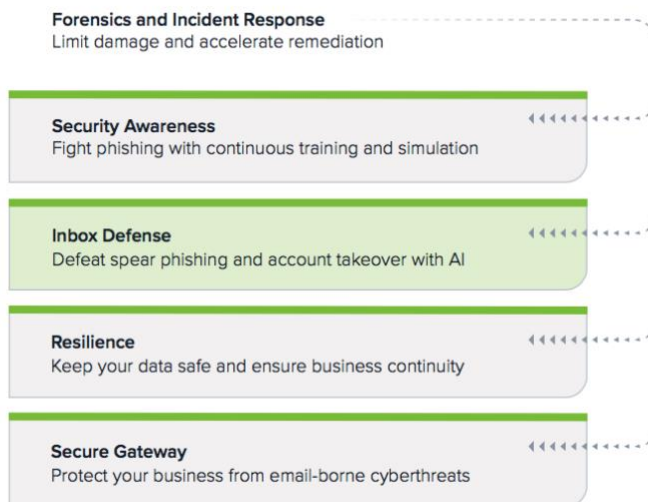 Forensics and Incident Response
Limit damage and accelerate remediation
Security Awareness
Fight phishing with continuous training and simulation
Inbox Defense
Defeat spear phishing and account takeover with AI
Resilience
Keep your data safe and ensure business continuity
Secure Gateway
Protect your business from email-borne cyberthreats